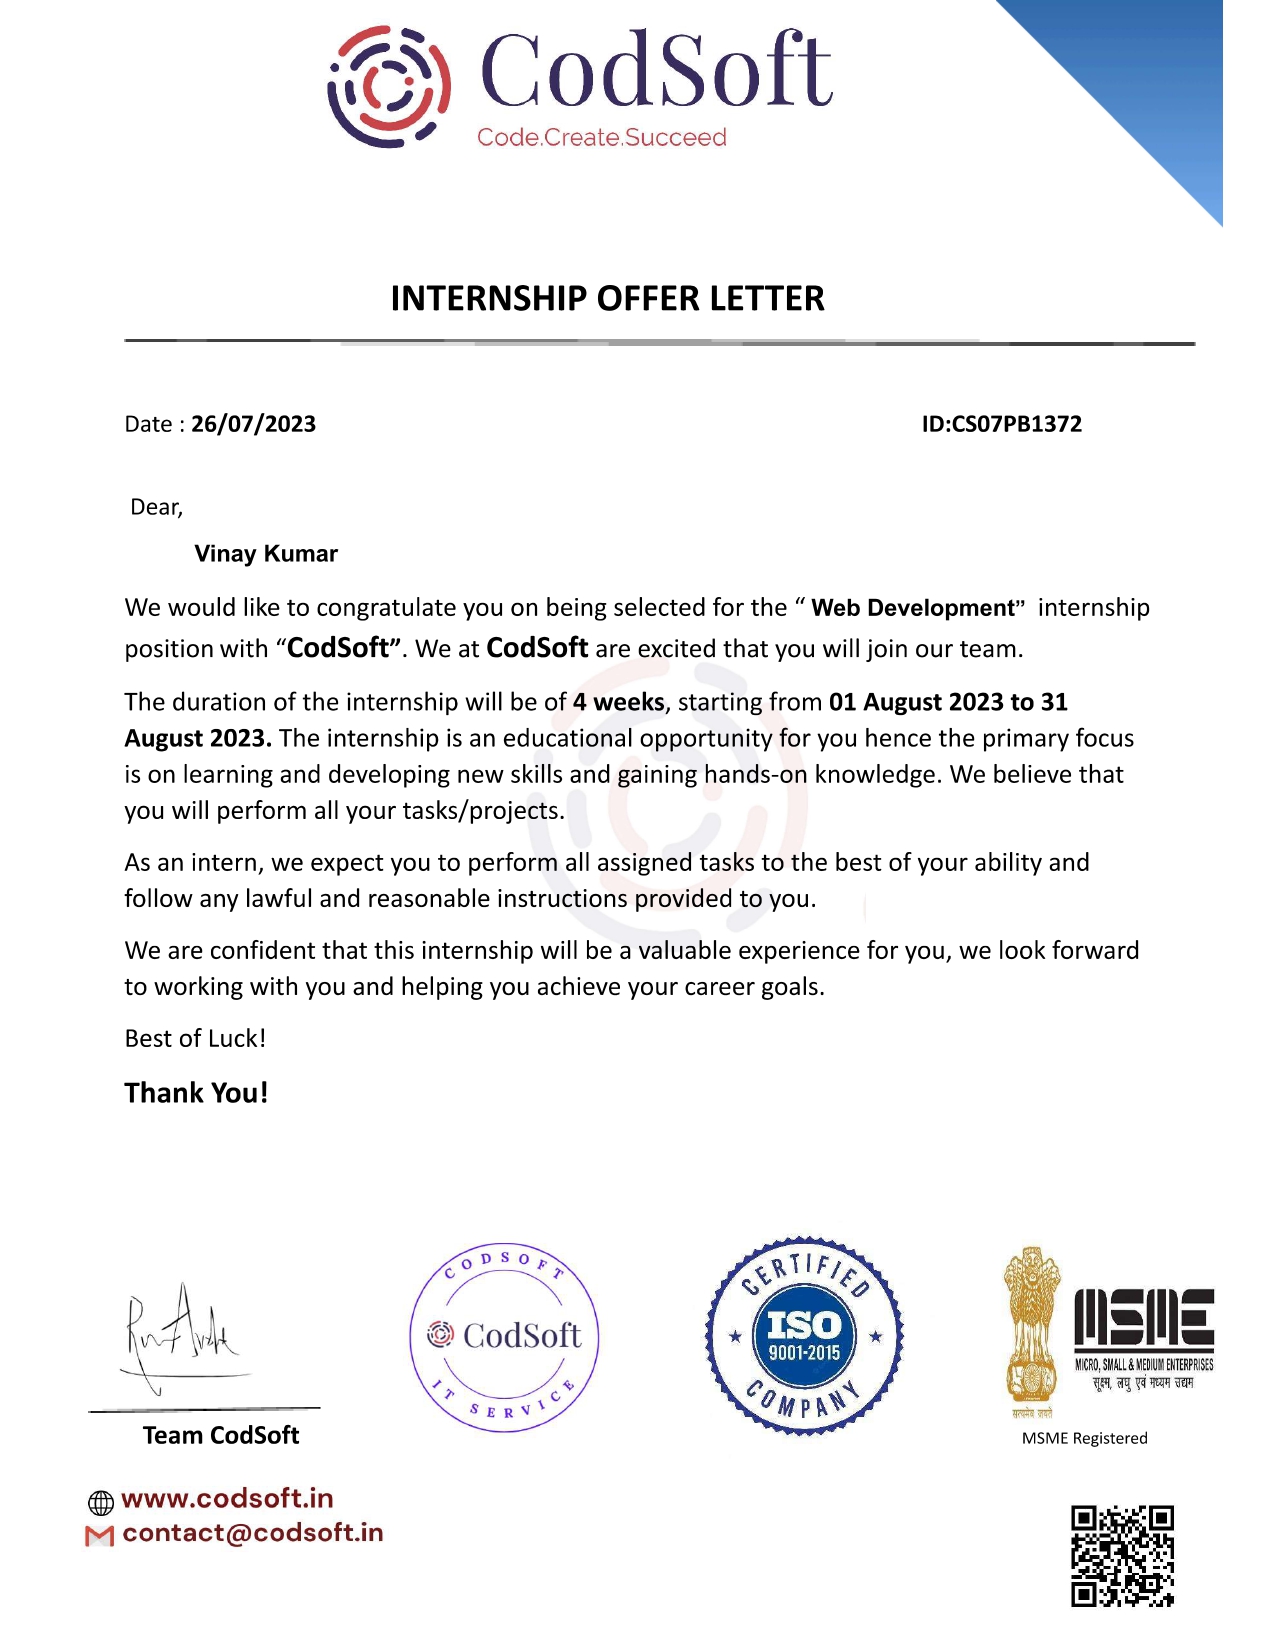 CodSoft
Code.Create.Succeed
INTERNSHIP OFFER LETTER
Date : 26/07/2023 ID:CS07PB1372
Dear,
Vinay Kumar
We would like to congratulate you on being selected for the “ Web Development” internship
position with “CodSoft”. We at CodSoft are excited that you will join our team.
The duration of the internship will be of 4 weeks, starting from 01 August 2023 to 31
August 2023. The internship is an educational opportunity for you hence the primary focus
is on learning and developing new skills and gaining hands-on knowledge. We believe that
you will perform all your tasks/projects.
As an intern, we expect you to perform all assigned tasks to the best of your ability and
follow any lawful and reasonable instructions provided to you.
We are confident that this internship will be a valuable experience for you, we look forward
to working with you and helping you achieve your career goals.
Best of Luck!
Thank You!
Team CodSoft
CODSOFT
CodSoft
IT SERVICE
CERTIFIED
ISO
9001-2015
COMPANY
सत्यमेव जयते
MSME
MICRO, SMALL & MEDIUM ENTERPRISES
सूक्ष्म, लघु एवं मध्यम उद्यम
MSME Registered
www.codsoft.in
contact@codsoft.in